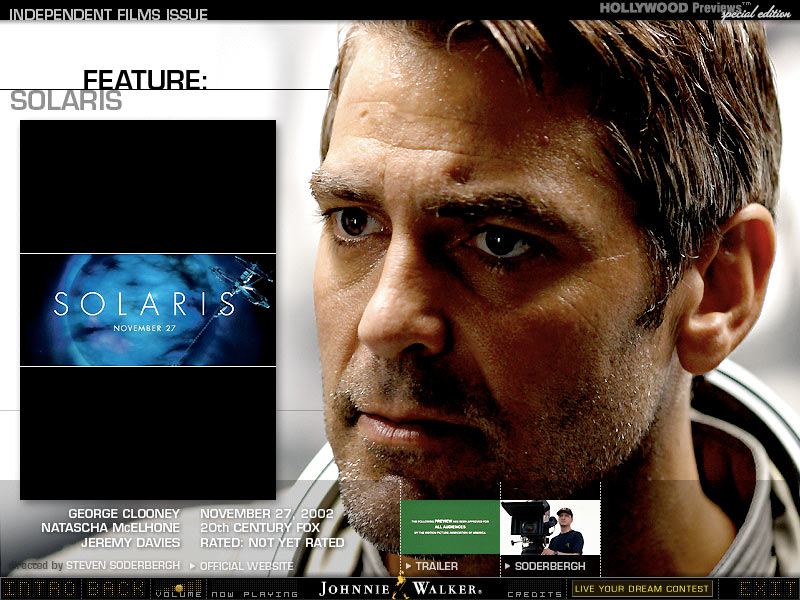 INDEPENDENT FILMS ISSUE
HOLLYWOOD Previews™
special edition
FEATURE:
SOLARIS
SOLARIS
NOVEMBER 27
GEORGE CLOONEY
NATASCHA McELHONE
JEREMY DAVIES
directed by STEVEN SODERBERGH
NOVEMBER 27, 2002
20th CENTURY FOX
RATED: NOT YET RATED
OFFICIAL WEBSITE
THE FOLLOWING PREVIEW HAS BEEN APPROVED FOR
ALL AUDIENCES
BY THE MOTION PICTURE ASSOCIATION OF AMERICA
TRAILER
SODERBERGH
INTRO BACK
VOLUME NOW PLAYING
JOHNNIE WALKER®
CREDITS
LIVE YOUR DREAM CONTEST
EXIT